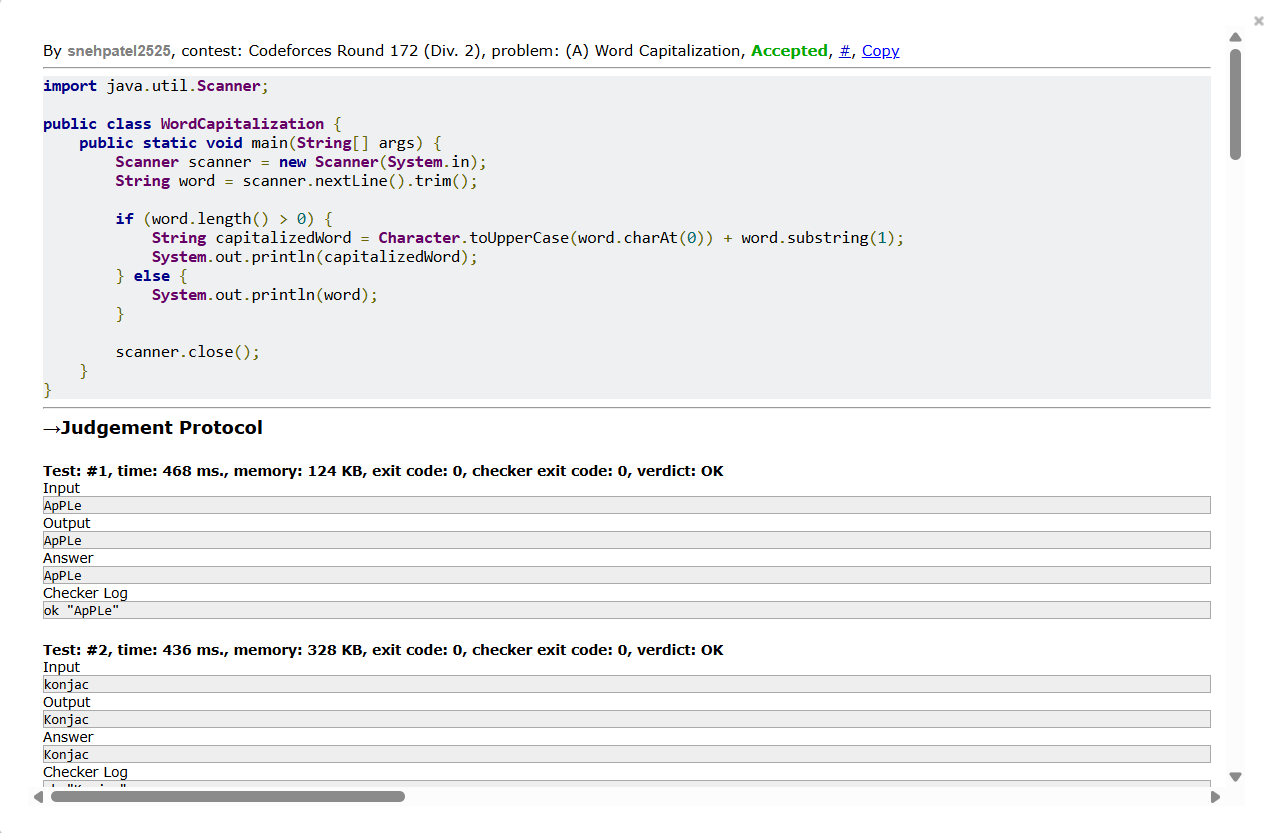 By snehpatel2525, contest: Codeforces Round 172 (Div. 2), problem: (A) Word Capitalization, Accepted, #, Copy
import java.util.Scanner;
public class WordCapitalization {
    public static void main(String[] args) {
        Scanner scanner = new Scanner(System.in);
        String word = scanner.nextLine().trim();
        if (word.length() > 0) {
            String capitalizedWord = Character.toUpperCase(word.charAt(0)) + word.substring(1);
            System.out.println(capitalizedWord);
        } else {
            System.out.println(word);
        }
        scanner.close();
    }
}
→Judgement Protocol
Test: #1, time: 468 ms., memory: 124 KB, exit code: 0, checker exit code: 0, verdict: OK
Input
ApPLe
Output
ApPLe
Answer
ApPLe
Checker Log
ok "ApPLe"
Test: #2, time: 436 ms., memory: 328 KB, exit code: 0, checker exit code: 0, verdict: OK
Input
konjac
Output
Konjac
Answer
Konjac
Checker Log